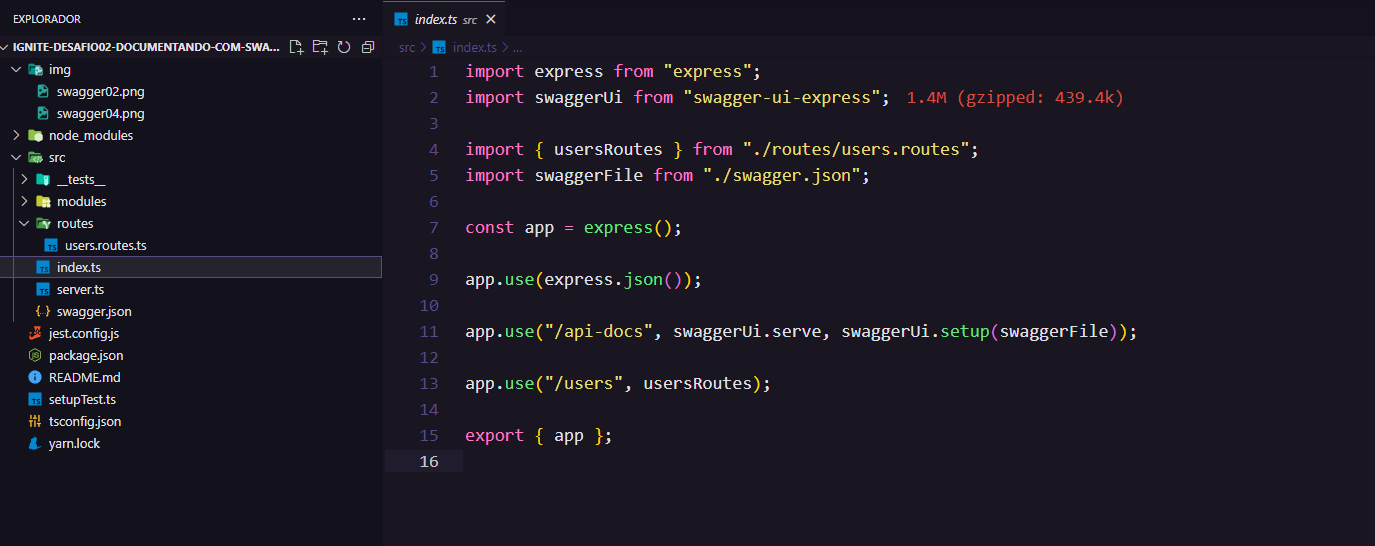 EXPLORADOR
IGNITE-DESAFIO02-DOCUMENTANDO-COM-SWA...
img
swagger02.png
swagger04.png
node_modules
src
__tests__
modules
routes
users.routes.ts
index.ts
server.ts
swagger.json
jest.config.js
package.json
README.md
setupTest.ts
tsconfig.json
yarn.lock
index.ts src
src > index.ts > ...
1 import express from "express";
2 import swaggerUi from "swagger-ui-express"; 1.4M (gzipped: 439.4k)
3
4 import { usersRoutes } from "./routes/users.routes";
5 import swaggerFile from "./swagger.json";
6
7 const app = express();
8
9 app.use(express.json());
10
11 app.use("/api-docs", swaggerUi.serve, swaggerUi.setup(swaggerFile));
12
13 app.use("/users", usersRoutes);
14
15 export { app };
16